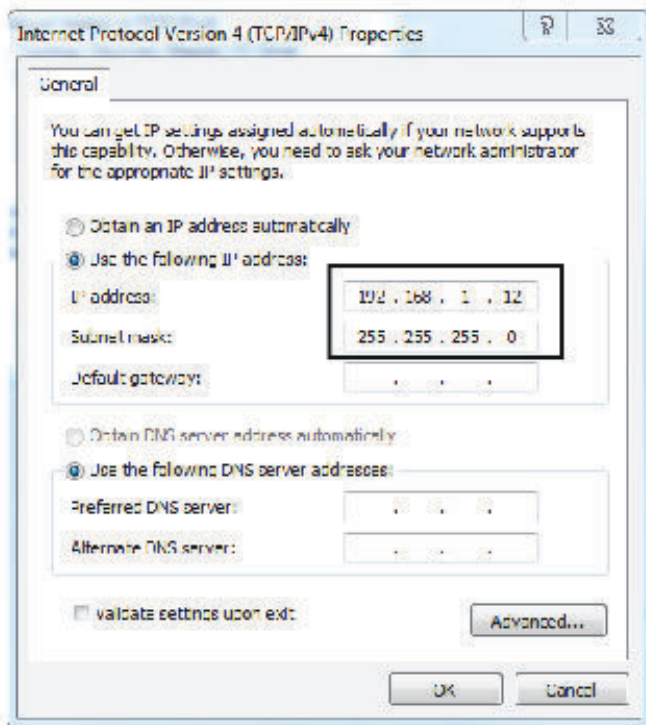 Internet Protocol Version 4 (TCP/IPv4) Properties
General
You can get IP settings assigned automatically if your network supports
this capability. Otherwise, you need to ask your network administrator
for the appropriate IP settings.
Obtain an IP address automatically
Use the following IP address:
IP address: 192 . 168 . 1 . 12
Subnet mask: 255 . 255 . 255 . 0
Default gateway: . . .
Obtain DNS server address automatically
Use the following DNS server addresses:
Preferred DNS server: . . .
Alternate DNS server: . . .
Validate settings upon exit
Advanced...
OK Cancel